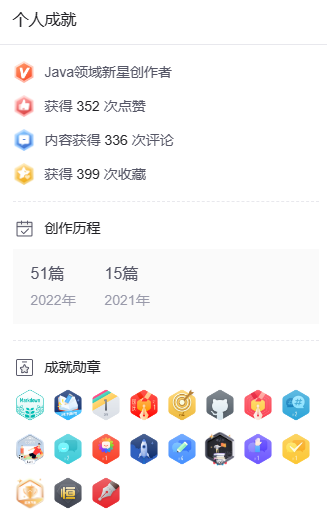 个人成就
Java领域新星创作者
获得 352 次点赞
内容获得 336 次评论
获得 399 次收藏
创作历程
51篇 15篇
2022年 2021年
成就勋章
Markdown
恒